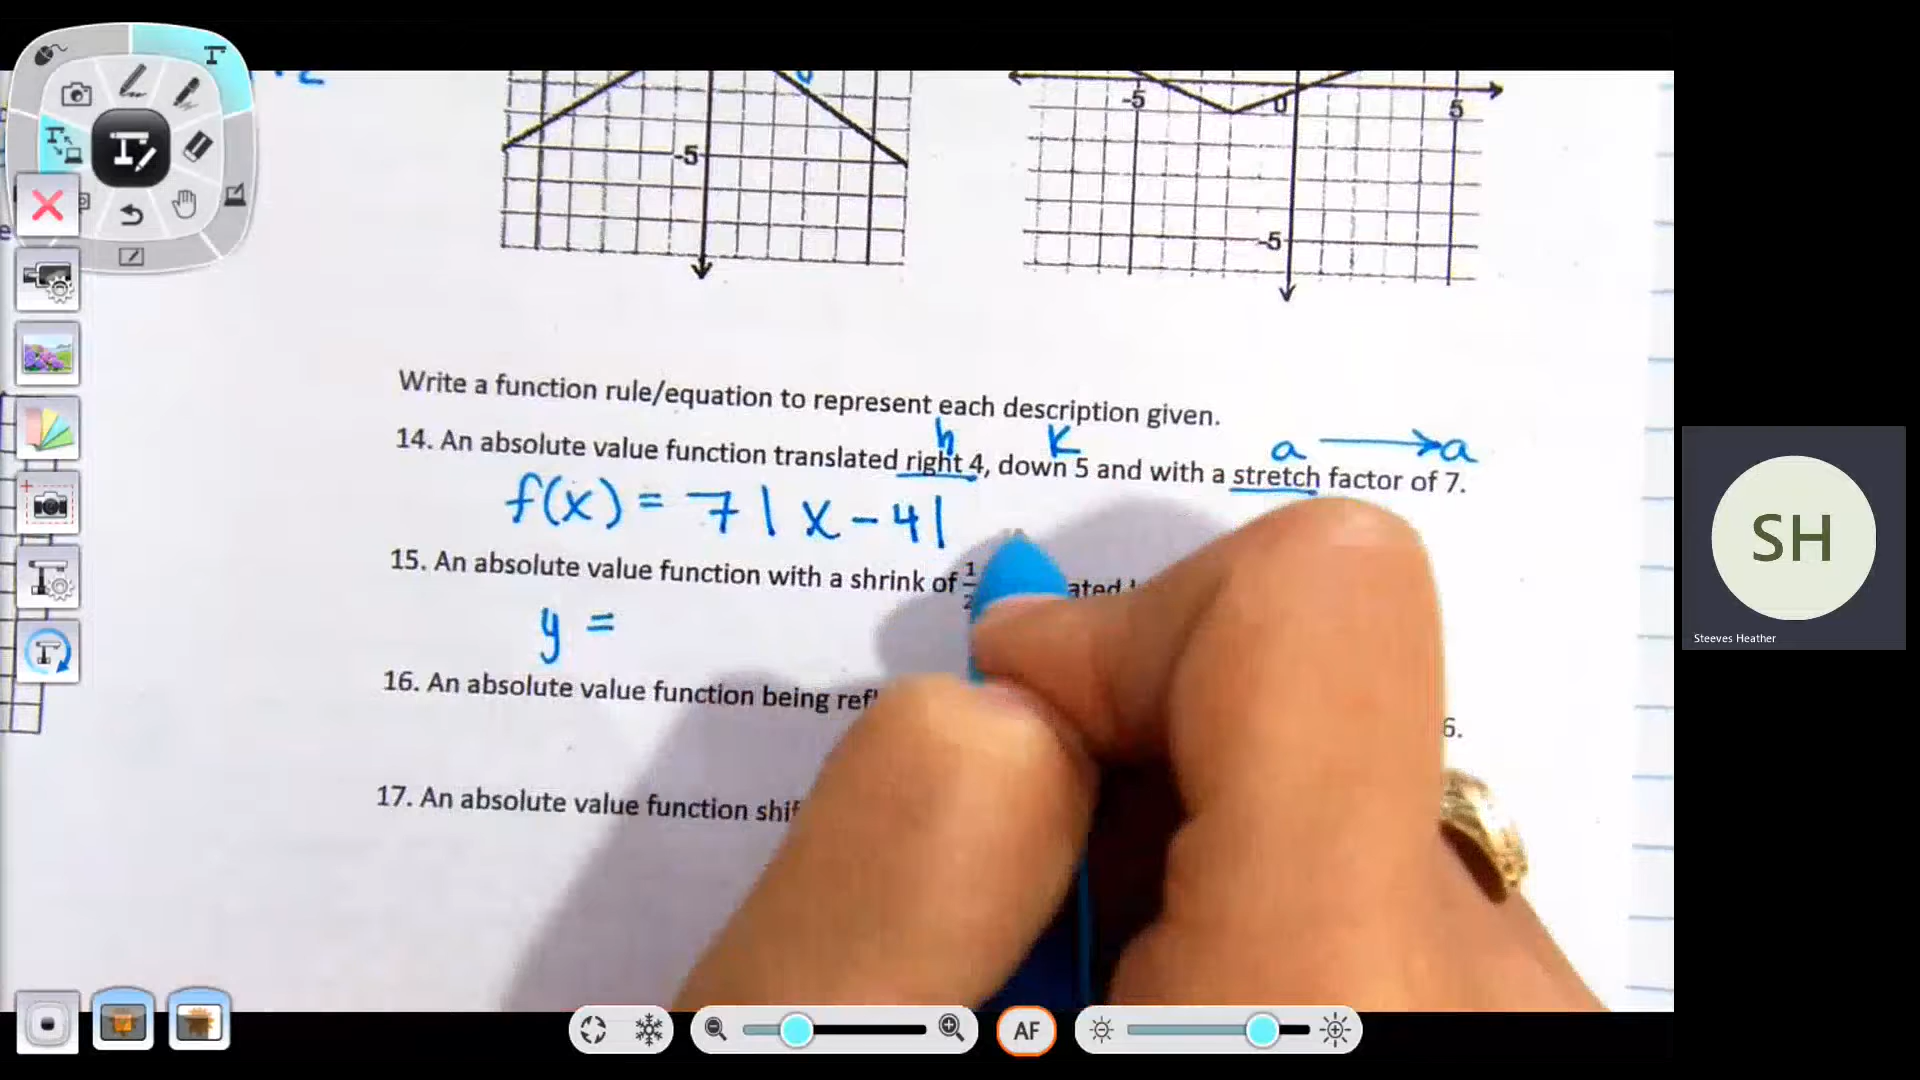 -5
-5
0
5
-5
Write a function rule/equation to represent each description given.
h K a a
14. An absolute value function translated right 4, down 5 and with a stretch factor of 7.
f(x) = 7 | x - 4 |
15. An absolute value function with a shrink of 1/2
y =
16. An absolute value function being
6.
17. An absolute value function
SH
Steeves Heather
AF